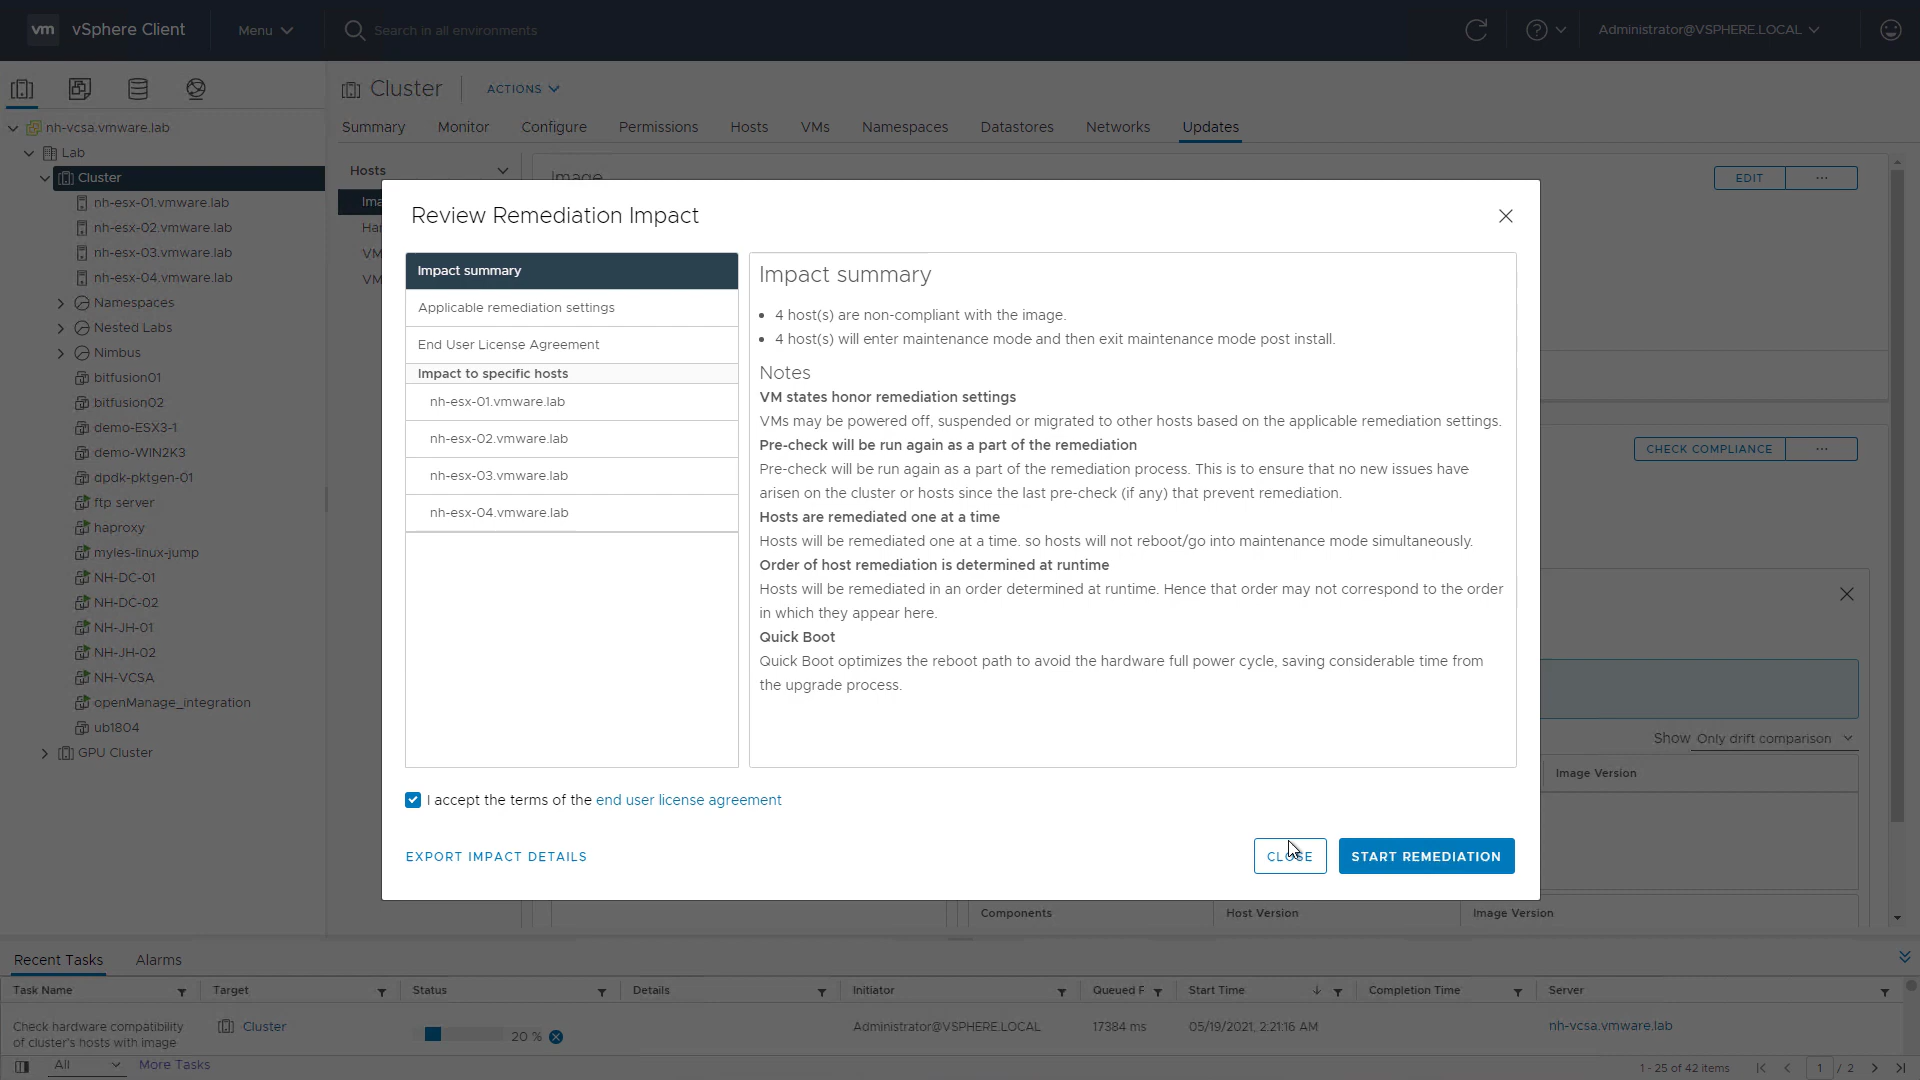 vm vSphere Client Menu Search in all environments Administrator@VSPHERE.LOCAL
Cluster ACTIONS
Summary Monitor Configure Permissions Hosts VMs Namespaces Datastores Networks Updates
nh-vcsa.vmware.lab
Lab
Cluster
nh-esx-01.vmware.lab
nh-esx-02.vmware.lab
nh-esx-03.vmware.lab
nh-esx-04.vmware.lab
Namespaces
Nested Labs
Nimbus
bitfusion01
bitfusion02
demo-ESX3-1
demo-WIN2K3
dpdk-pktgen-01
ftp server
haproxy
myles-linux-jump
NH-DC-01
NH-DC-02
NH-JH-01
NH-JH-02
NH-VCSA
openManage_integration
ub1804
GPU Cluster
Hosts
Image
EDIT ...
Review Remediation Impact
Impact summary
Applicable remediation settings
End User License Agreement
Impact to specific hosts
nh-esx-01.vmware.lab
nh-esx-02.vmware.lab
nh-esx-03.vmware.lab
nh-esx-04.vmware.lab
Impact summary
• 4 host(s) are non-compliant with the image.
• 4 host(s) will enter maintenance mode and then exit maintenance mode post install.
Notes
VM states honor remediation settings
VMs may be powered off, suspended or migrated to other hosts based on the applicable remediation settings.
Pre-check will be run again as a part of the remediation
Pre-check will be run again as a part of the remediation process. This is to ensure that no new issues have
arisen on the cluster or hosts since the last pre-check (if any) that prevent remediation.
Hosts are remediated one at a time
Hosts will be remediated one at a time. so hosts will not reboot/go into maintenance mode simultaneously.
Order of host remediation is determined at runtime
Hosts will be remediated in an order determined at runtime. Hence that order may not correspond to the order
in which they appear here.
Quick Boot
Quick Boot optimizes the reboot path to avoid the hardware full power cycle, saving considerable time from
the upgrade process.
I accept the terms of the end user license agreement
EXPORT IMPACT DETAILS
CLOSE START REMEDIATION
CHECK COMPLIANCE ...
Show Only drift comparison
Image Version
Components Host Version Image Version
Recent Tasks Alarms
Task Name Target Status Details Initiator Queued F Start Time Completion Time Server
Check hardware compatibility
of cluster's hosts with image
Cluster 20 % Administrator@VSPHERE.LOCAL 17384 ms 05/19/2021, 2:21:16 AM nh-vcsa.vmware.lab
All More Tasks 1 - 25 of 42 items 1 / 2